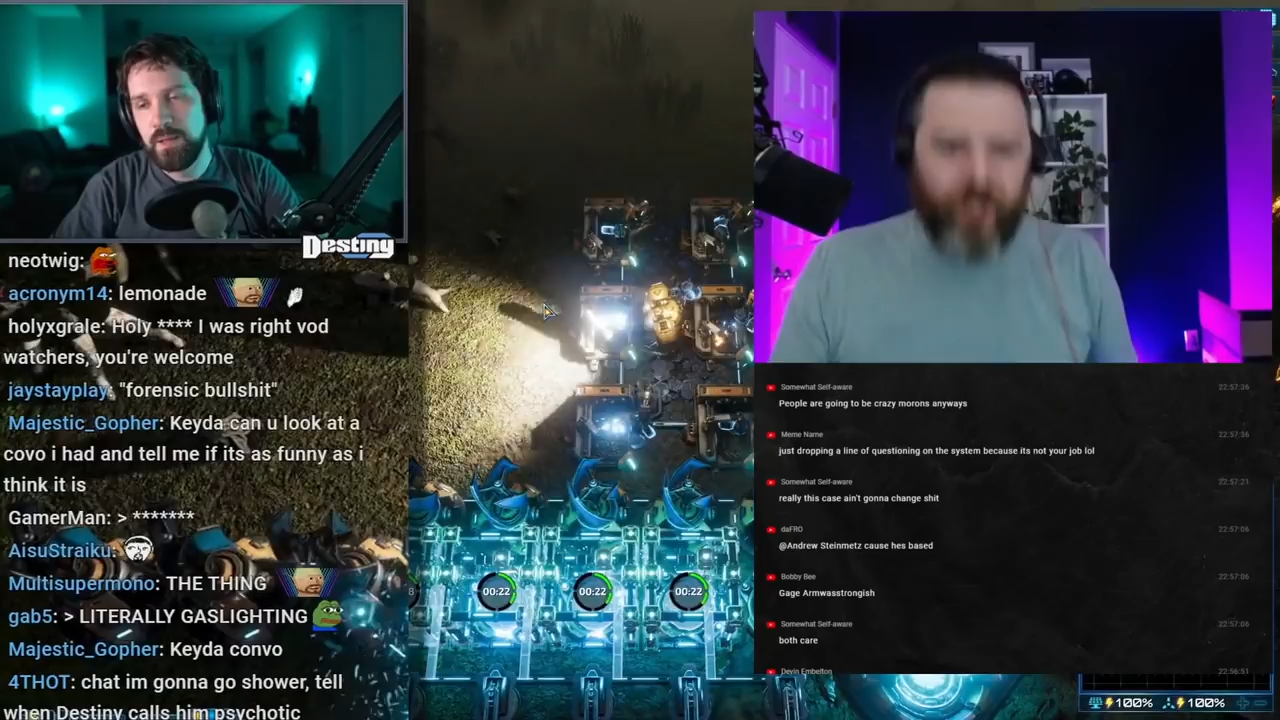 Destiny
neotwig:
acronym14: lemonade
holyxgrale: Holy **** I was right vod
watchers, you're welcome
jaystayplay: "forensic bullshit"
Majestic_Gopher: Keyda can u look at a
covo i had and tell me if its as funny as i
think it is
GamerMan: > *******
AisuStraiku:
Multisupermono: THE THING
gab5: > LITERALLY GASLIGHTING
Majestic_Gopher: Keyda convo
4THOT: chat im gonna go shower, tell
when Destiny calls him psychotic
8
00:22
00:22
00:22
Somewhat Self-aware 22:57:36
People are going to be crazy morons anyways
Meme Name 22:57:36
just dropping a line of questioning on the system because its not your job lol
Somewhat Self-aware 22:57:21
really this case ain't gonna change shit
daFRO 22:57:06
@Andrew Steinmetz cause hes based
Bobby Bee 22:57:06
Gage Armwasstrongish
Somewhat Self-aware 22:57:06
both care
Devin Embelton 22:56:51
100% 100%